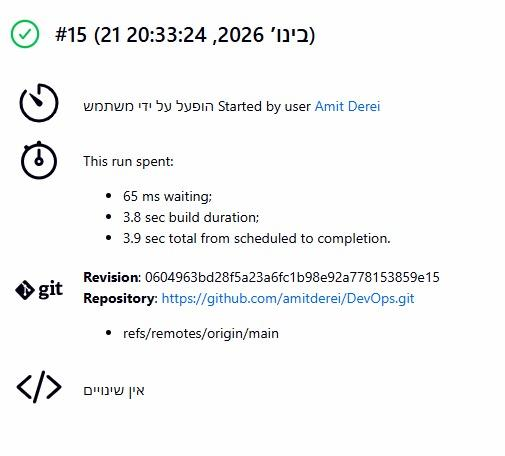 #15 (21 בינו׳ 2026, 20:33:24)
הופעל על ידי משתמש Started by user Amit Derei
This run spent:
65 ms waiting;
3.8 sec build duration;
3.9 sec total from scheduled to completion.
git
Revision: 0604963bd28f5a23a6fc1b98e92a778153859e15
Repository: https://github.com/amitderei/DevOps.git
refs/remotes/origin/main
אין שינויים